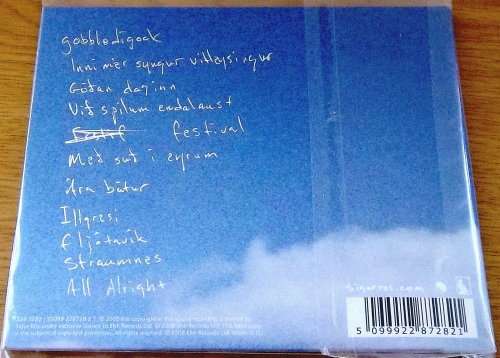 gobbledigook
Inní mér syngur vitleysingur
Góðan daginn
Við spilum endalaust
festival
Með suð í eyrum
Ára bátur
Illgresi
fljótavík
Straumnes
All Alright
sigurros.com
5 099922 872821